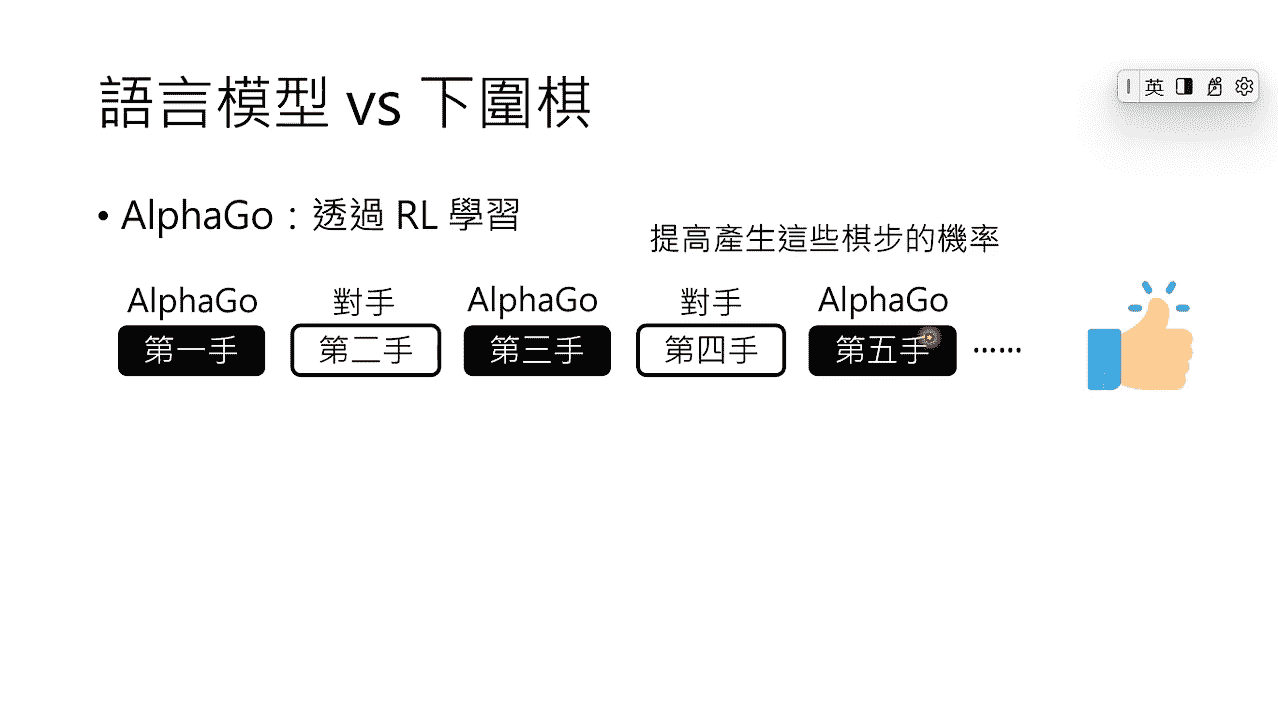 語言模型 vs 下圍棋
英
• AlphaGo：透過 RL 學習
提高產生這些棋步的機率
AlphaGo 對手 AlphaGo 對手 AlphaGo
第一手 第二手 第三手 第四手 第五手 ……